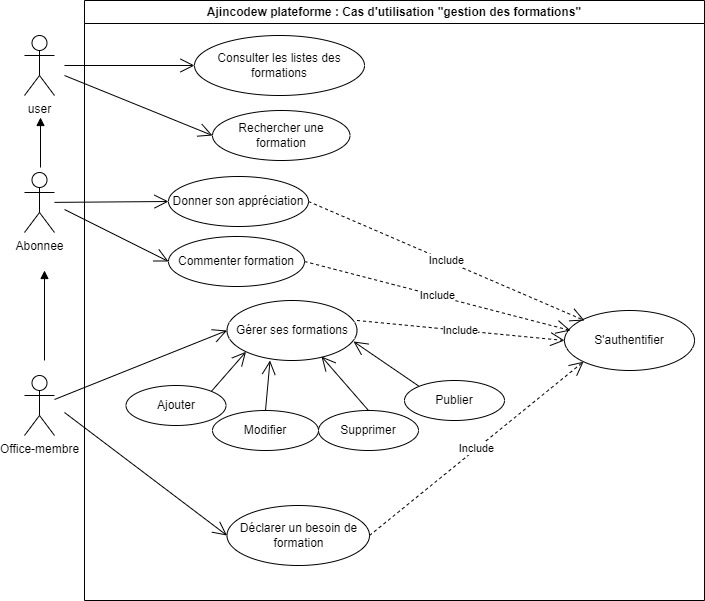 Ajincodew plateforme : Cas d'utilisation "gestion des formations"
user
Consulter les listes des
formations
Rechercher une
formation
Abonnee
Donner son appréciation
Commenter formation
Include
Include
Gérer ses formations
Include
S'authentifier
Ajouter
Modifier
Supprimer
Publier
Office-membre
Include
Déclarer un besoin de
formation